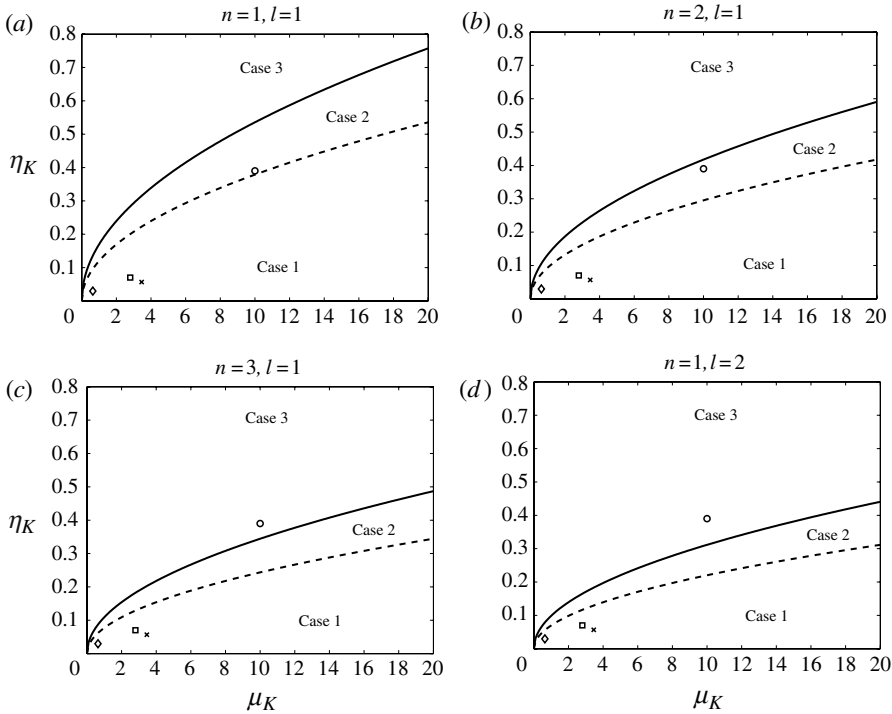 (a) n = 1, l = 1
0.8
0.7
0.6
0.5
0.4
0.3
0.2
0.1
η_K
Case 3
Case 2
Case 1
0 2 4 6 8 10 12 14 16 18 20
(b) n = 2, l = 1
0.8
0.7
0.6
0.5
0.4
0.3
0.2
0.1
Case 3
Case 2
Case 1
0 2 4 6 8 10 12 14 16 18 20
(c) n = 3, l = 1
0.8
0.7
0.6
0.5
0.4
0.3
0.2
0.1
η_K
Case 3
Case 2
Case 1
0 2 4 6 8 10 12 14 16 18 20
μ_K
(d) n = 1, l = 2
0.8
0.7
0.6
0.5
0.4
0.3
0.2
0.1
Case 3
Case 2
Case 1
0 2 4 6 8 10 12 14 16 18 20
μ_K